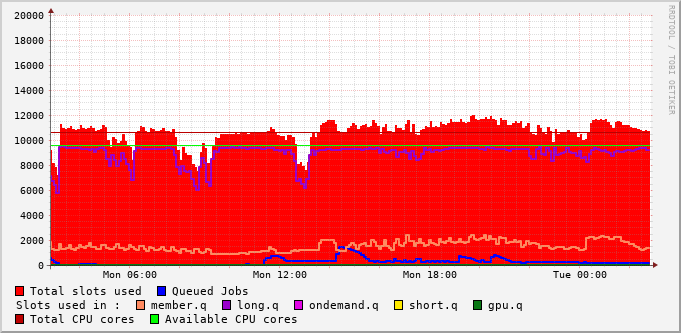 20000
18000
16000
14000
12000
10000
8000
6000
4000
2000
0
Mon 06:00 Mon 12:00 Mon 18:00 Tue 00:00
RRDTOOL / TOBI OETIKER
Total slots used Queued Jobs
Slots used in : member.q long.q ondemand.q short.q gpu.q
Total CPU cores Available CPU cores